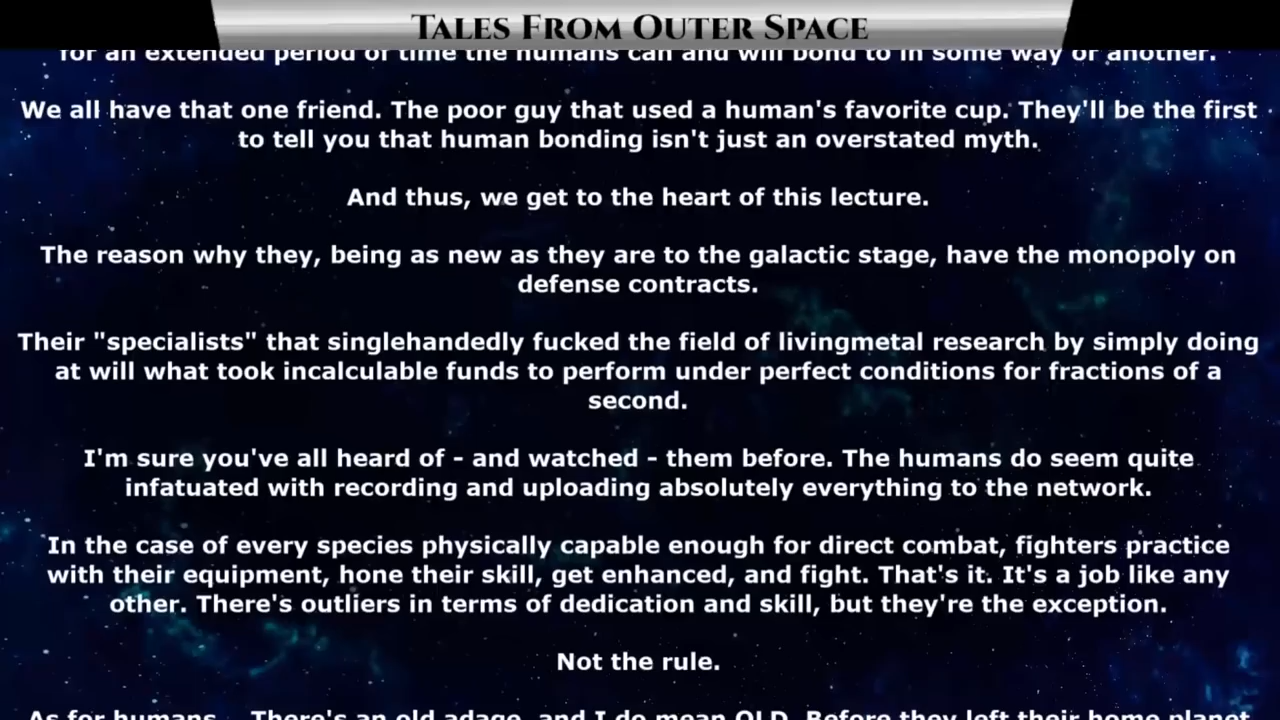 Tales From Outer Space
for an extended period of time the humans can and will bond to in some way or another.
We all have that one friend. The poor guy that used a human's favorite cup. They'll be the first
to tell you that human bonding isn't just an overstated myth.
And thus, we get to the heart of this lecture.
The reason why they, being as new as they are to the galactic stage, have the monopoly on
defense contracts.
Their "specialists" that singlehandedly fucked the field of livingmetal research by simply doing
at will what took incalculable funds to perform under perfect conditions for fractions of a
second.
I'm sure you've all heard of - and watched - them before. The humans do seem quite
infatuated with recording and uploading absolutely everything to the network.
In the case of every species physically capable enough for direct combat, fighters practice
with their equipment, hone their skill, get enhanced, and fight. That's it. It's a job like any
other. There's outliers in terms of dedication and skill, but they're the exception.
Not the rule.
As for humans... There's an old adage, and I do mean OLD. Before they left their home planet